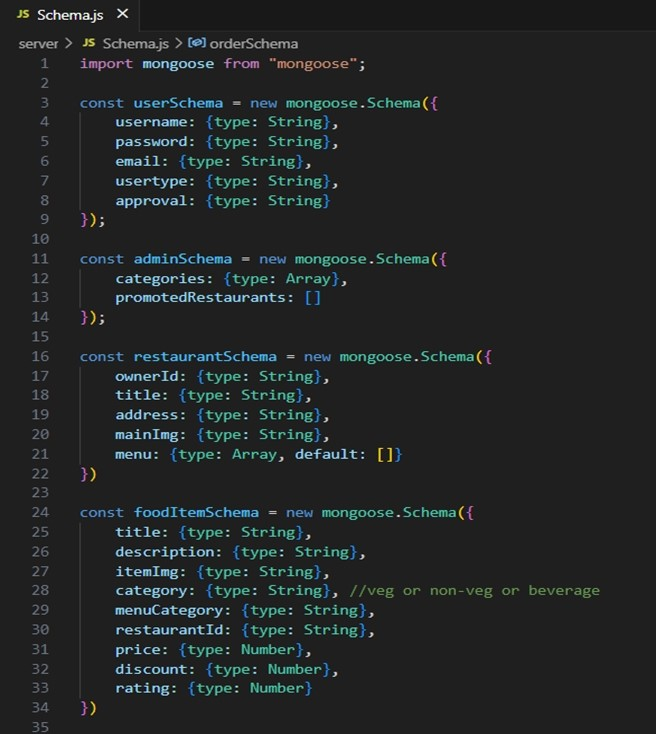 JS Schema.js ×
server > JS Schema.js > orderSchema
1 import mongoose from "mongoose";
2
3 const userSchema = new mongoose.Schema({
4 username: {type: String},
5 password: {type: String},
6 email: {type: String},
7 usertype: {type: String},
8 approval: {type: String}
9 });
10
11 const adminSchema = new mongoose.Schema({
12 categories: {type: Array},
13 promotedRestaurants: []
14 });
15
16 const restaurantSchema = new mongoose.Schema({
17 ownerId: {type: String},
18 title: {type: String},
19 address: {type: String},
20 mainImg: {type: String},
21 menu: {type: Array, default: []}
22 })
23
24 const foodItemSchema = new mongoose.Schema({
25 title: {type: String},
26 description: {type: String},
27 itemImg: {type: String},
28 category: {type: String}, //veg or non-veg or beverage
29 menuCategory: {type: String},
30 restaurantId: {type: String},
31 price: {type: Number},
32 discount: {type: Number},
33 rating: {type: Number}
34 })
35